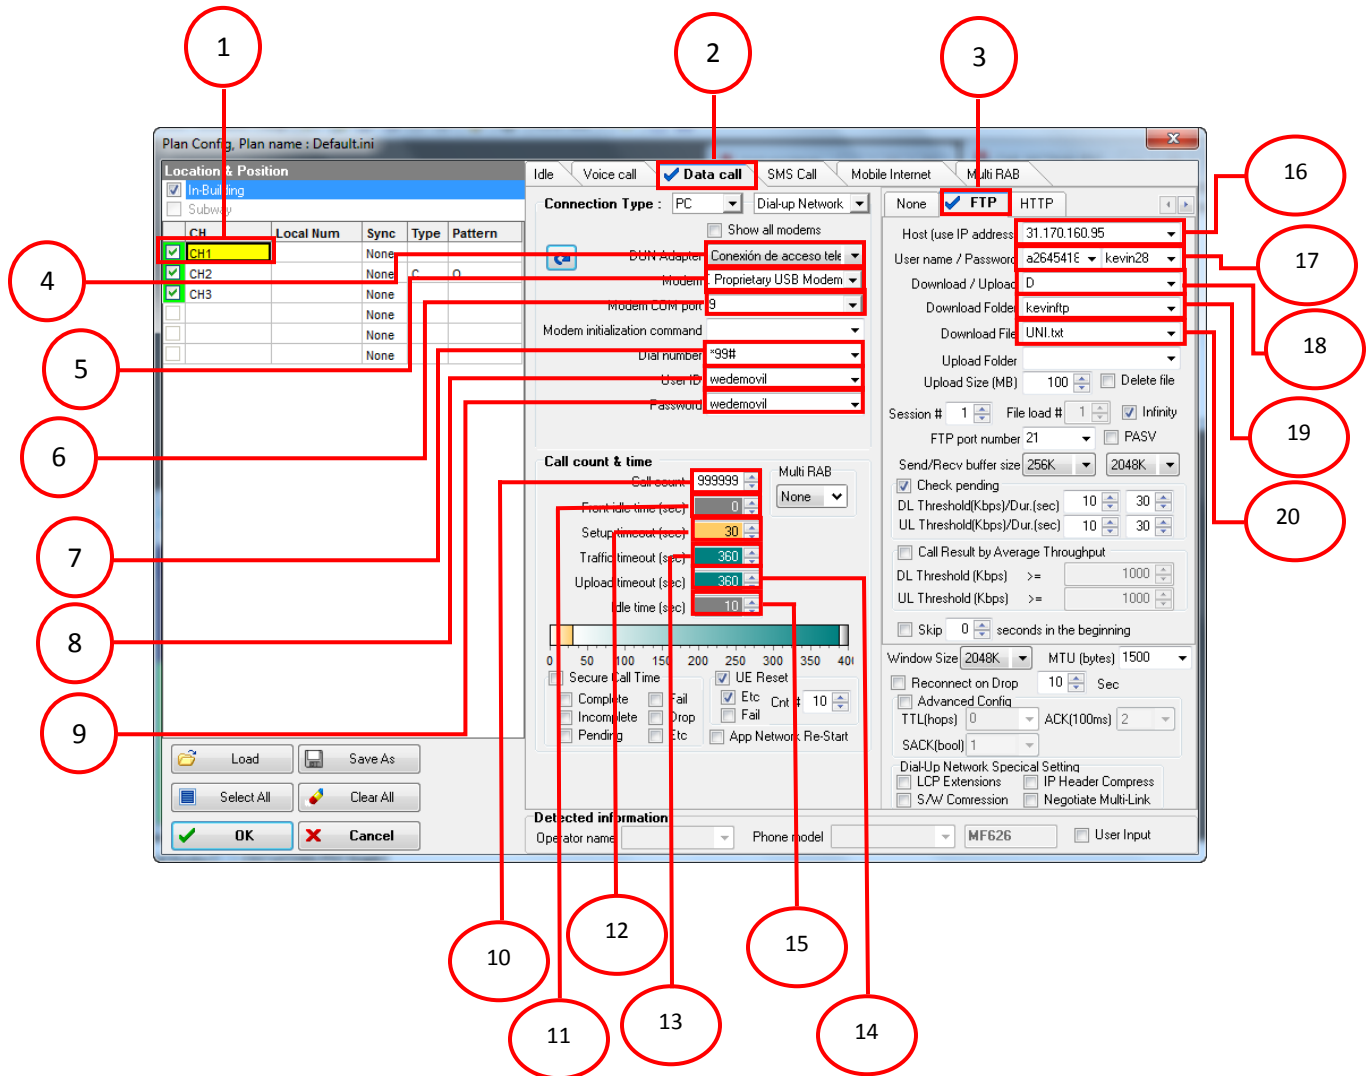 1
2
3
Plan Config, Plan name : Default.ini
Location & Position
In-Building
Subway
CH Local Num Sync Type Pattern
CH1 None
CH2 None C O
CH3 None
None
None
None
Load Save As
Select All Clear All
OK Cancel
Idle Voice call Data call SMS Call Mobile Internet Multi RAB
Connection Type : PC Dial-up Network
Show all modems
DUN Adapter Conexión de acceso tele
Modem Proprietary USB Modem
Modem COM port 9
Modem initialization command
Dial number *99#
User ID wedemovil
Password wedemovil
Call count & time
Call count 999999
Multi RAB
None
Front idle time (sec) 0
Setup timeout (sec) 30
Traffic timeout (sec) 360
Upload timeout (sec) 360
Idle time (sec) 10
0 50 100 150 200 250 300 350
Secure Call Time
Complete Fail
Incomplete Drop
Pending Etc
UE Reset
Etc Cnt # 10
Fail
App Network Re-Start
None FTP HTTP
Host (use IP address 31.170.160.95
User name / Password a2645418 kevin28
Download / Upload D
Download Folder kevinftp
Download File UNI.txt
Upload Folder
Upload Size (MB) 100 Delete file
Session # 1 File load # 1 Infinity
FTP port number 21 PASV
Send/Recv buffer size 256K 2048K
Check pending
DL Threshold(Kbps)/Dur.(sec) 10 30
UL Threshold(Kbps)/Dur.(sec) 10 30
Call Result by Average Throughput
DL Threshold (Kbps) >= 1000
UL Threshold (Kbps) >= 1000
Skip 0 seconds in the beginning
Window Size 2048K MTU (bytes) 1500
Reconnect on Drop 10 Sec
Advanced Config
TTL(hops) 0 ACK(100ms) 2
SACK(bool) 1
Dial-Up Network Specical Setting
LCP Extensions IP Header Compress
S/W Comression Negotiate Multi-Link
Detected information
Operator name Phone model MF626 User Input
4
5
6
7
8
9
10
11
12
13
14
15
16
17
18
19
20